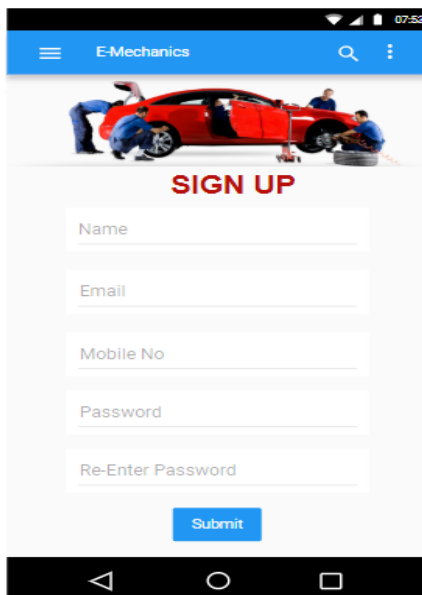 07:53
E-Mechanics
SIGN UP
Name
Email
Mobile No
Password
Re-Enter Password
Submit